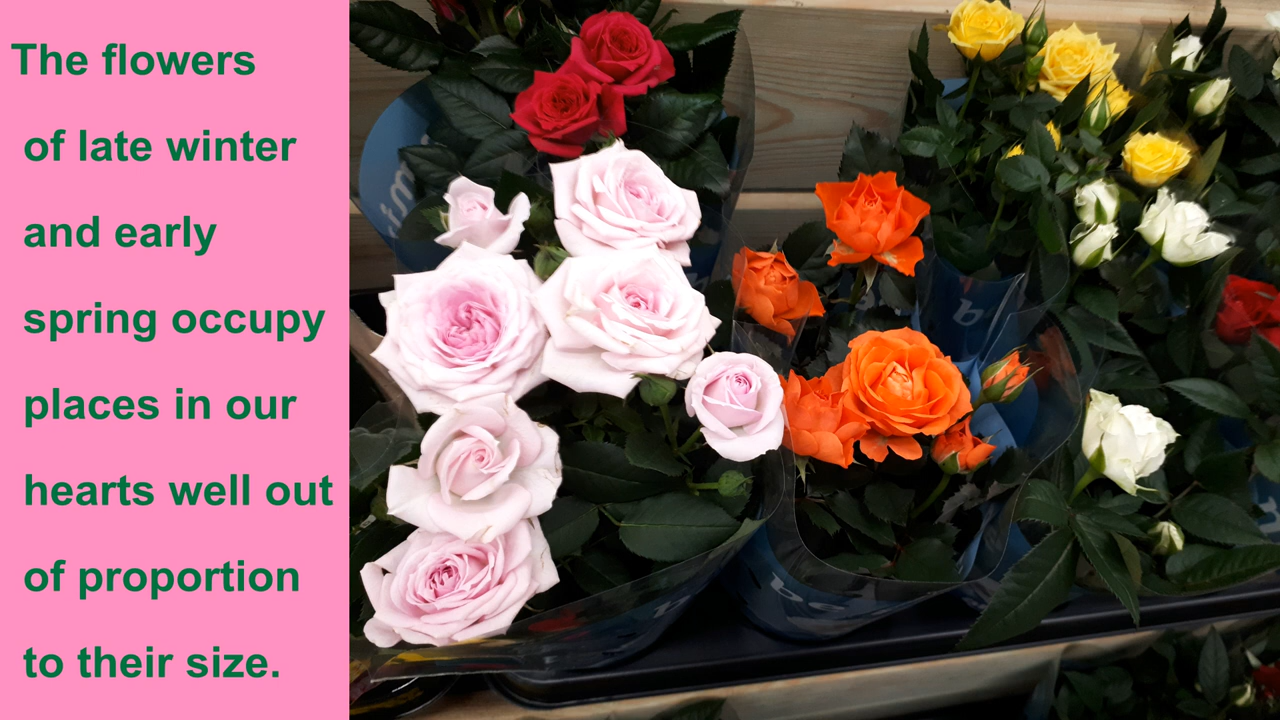 The flowers
of late winter
and early
spring occupy
places in our
hearts well out
of proportion
to their size.